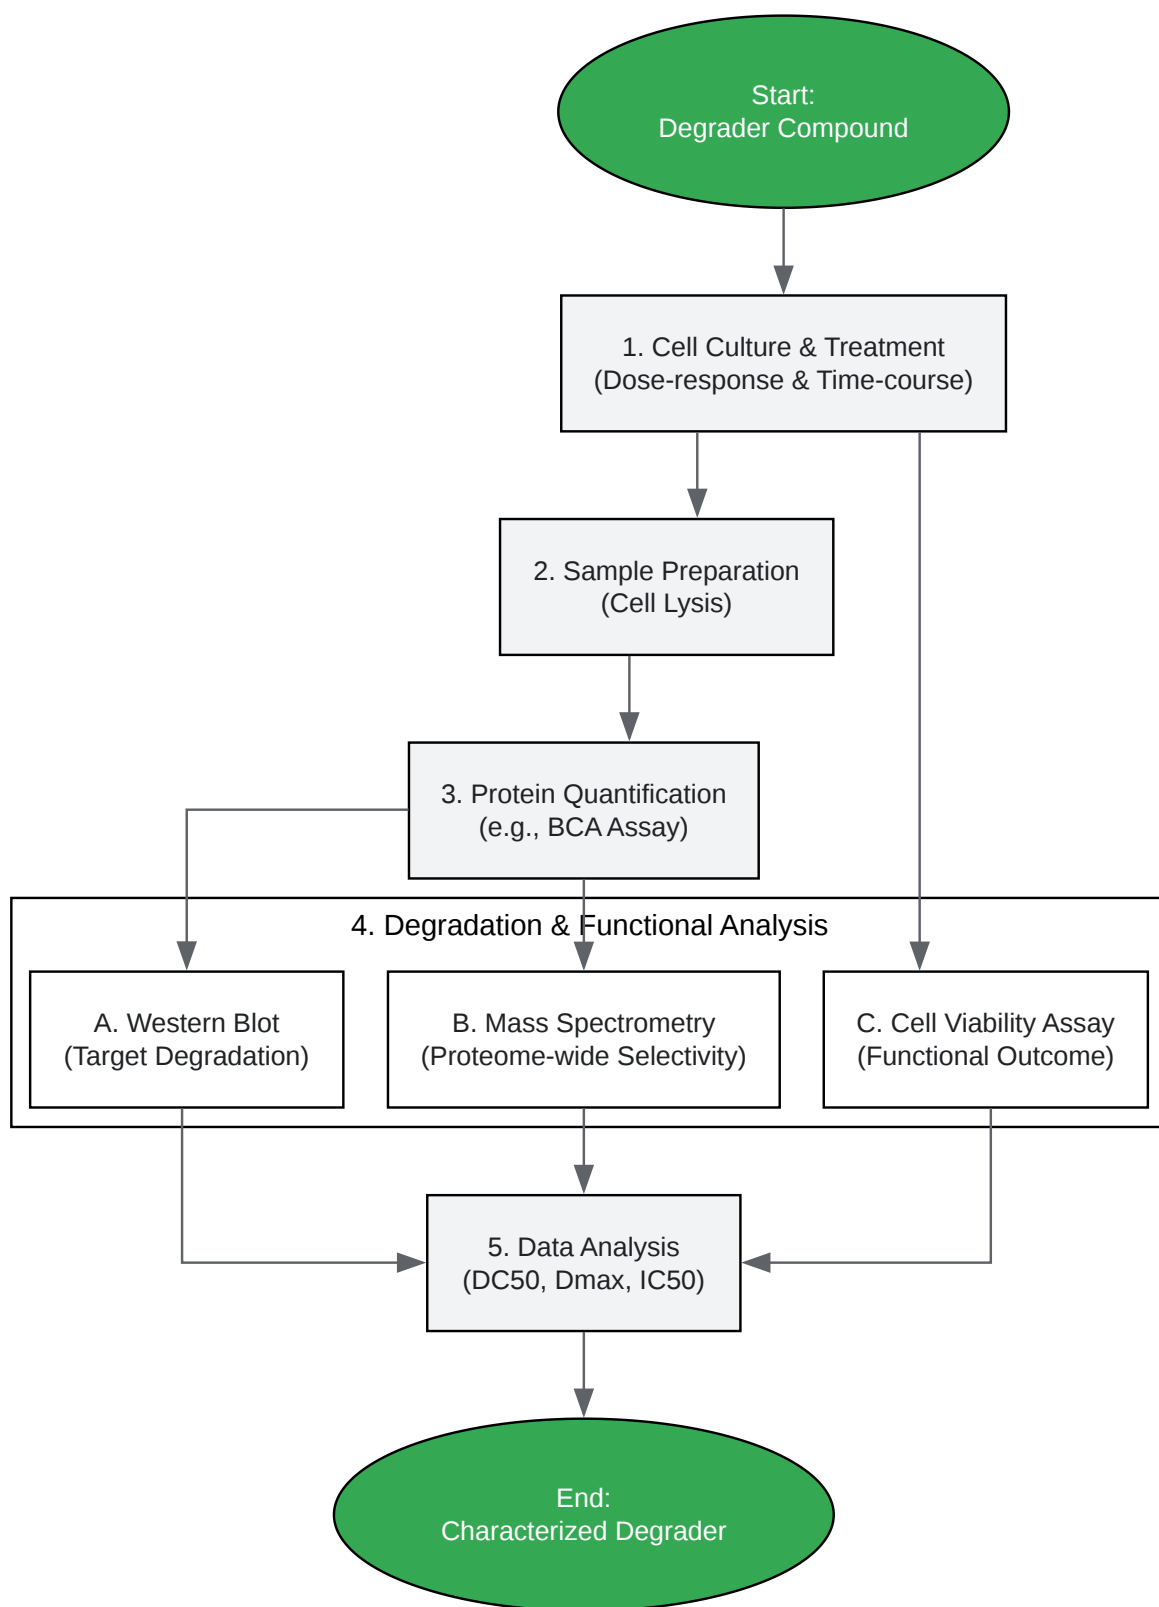 Start:
Degrader Compound
1. Cell Culture & Treatment
(Dose-response & Time-course)
2. Sample Preparation
(Cell Lysis)
3. Protein Quantification
(e.g., BCA Assay)
4. Degradation & Functional Analysis
A. Western Blot
(Target Degradation)
B. Mass Spectrometry
(Proteome-wide Selectivity)
C. Cell Viability Assay
(Functional Outcome)
5. Data Analysis
(DC50, Dmax, IC50)
End:
Characterized Degrader